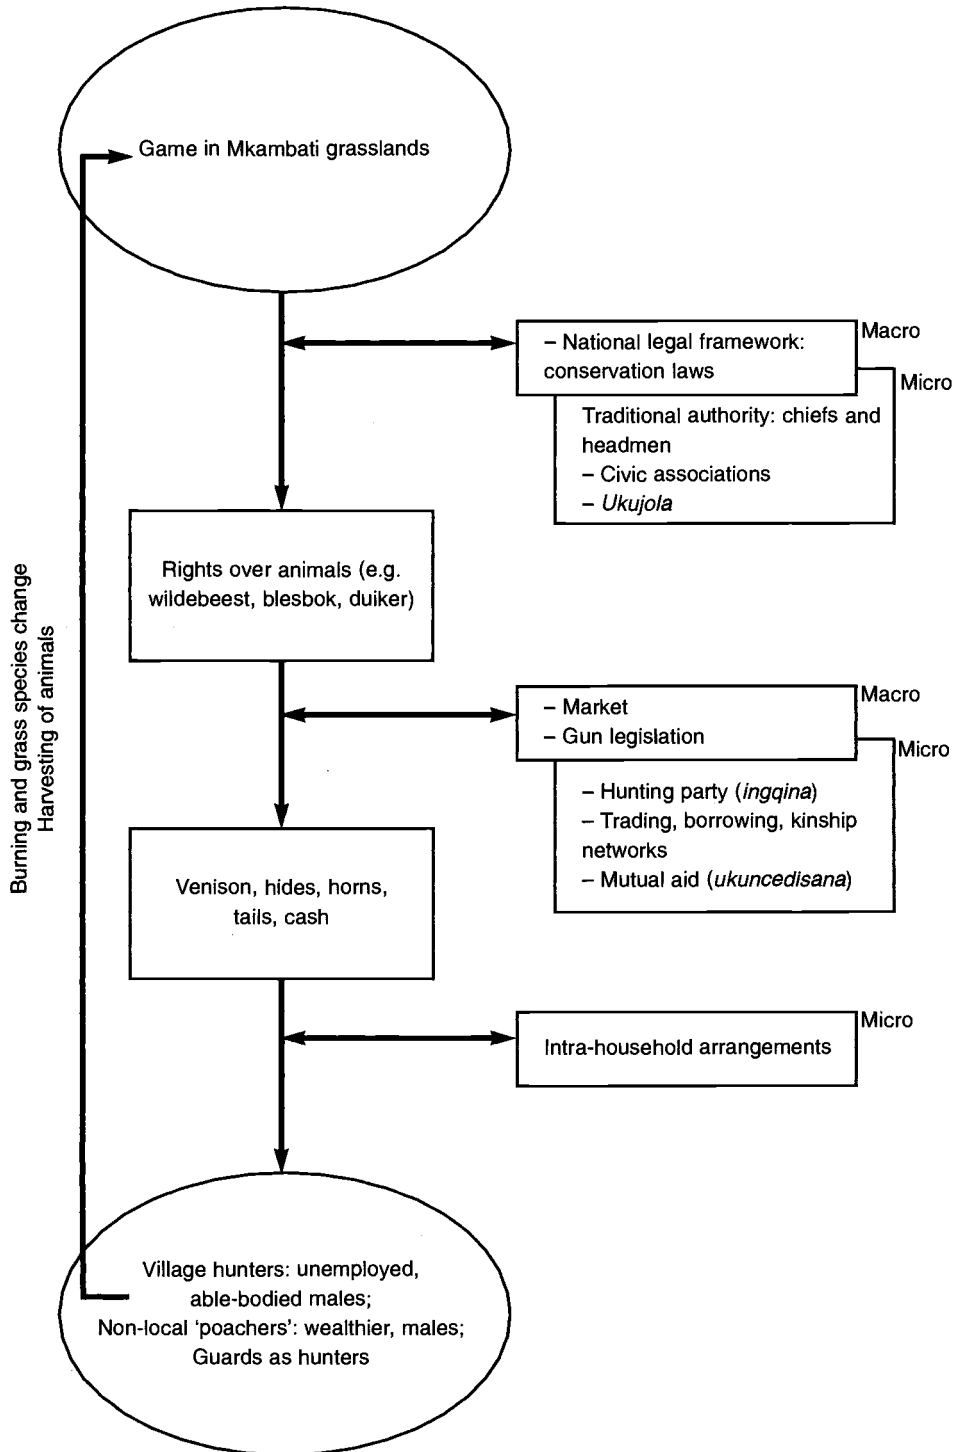 Game in Mkambati grasslands
Macro
– National legal framework:
conservation laws
Micro
Traditional authority: chiefs and
headmen
– Civic associations
– Ukujola
Rights over animals (e.g.
wildebeest, blesbok, duiker)
Macro
– Market
– Gun legislation
Micro
– Hunting party (ingqina)
– Trading, borrowing, kinship
networks
– Mutual aid (ukuncedisana)
Venison, hides, horns,
tails, cash
Micro
Intra-household arrangements
Village hunters: unemployed,
able-bodied males;
Non-local 'poachers': wealthier, males;
Guards as hunters
Burning and grass species change
Harvesting of animals